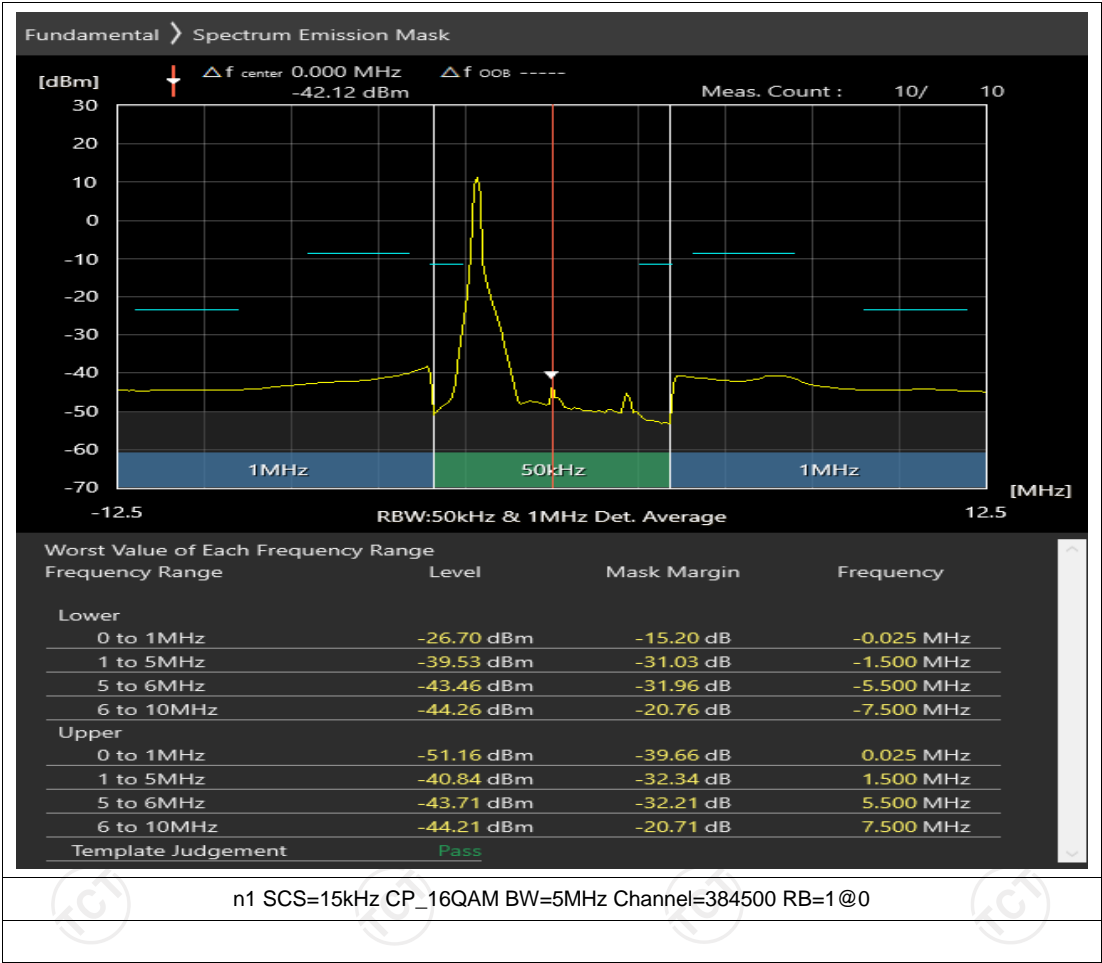 Fundamental 〉 Spectrum Emission Mask
[dBm] △f center 0.000 MHz △f OOB -----
-42.12 dBm Meas. Count : 10/ 10
30
20
10
0
-10
-20
-30
-40
-50
-60
-70
1MHz 50kHz 1MHz
[MHz]
-12.5 RBW:50kHz & 1MHz Det. Average 12.5
Worst Value of Each Frequency Range
Frequency Range Level Mask Margin Frequency
Lower
0 to 1MHz -26.70 dBm -15.20 dB -0.025 MHz
1 to 5MHz -39.53 dBm -31.03 dB -1.500 MHz
5 to 6MHz -43.46 dBm -31.96 dB -5.500 MHz
6 to 10MHz -44.26 dBm -20.76 dB -7.500 MHz
Upper
0 to 1MHz -51.16 dBm -39.66 dB 0.025 MHz
1 to 5MHz -40.84 dBm -32.34 dB 1.500 MHz
5 to 6MHz -43.71 dBm -32.21 dB 5.500 MHz
6 to 10MHz -44.21 dBm -20.71 dB 7.500 MHz
Template Judgement Pass
n1 SCS=15kHz CP_16QAM BW=5MHz Channel=384500 RB=1@0
TCT TCT TCT TCT